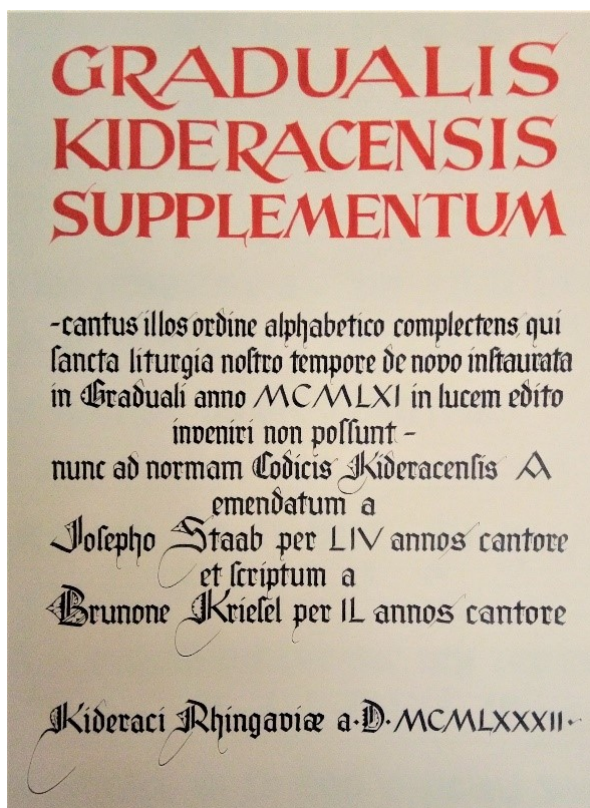 GRADUALIS
KIDERACENSIS
SUPPLEMENTUM
-cantus illos ordine alphabetico complectens, qui
sancta liturgia nostro tempore de novo instaurata
in Graduali anno MCMLXI in lucem edito
inveniri non possunt -
nunc ad normam Codicis Kideracensis A
emendatum a
Josepho Staab per LIV annos cantore
et scriptum a
Brunone Kriesel per IL annos cantore
Kideraci Rhingaviæ a·D·MCMLXXXII·